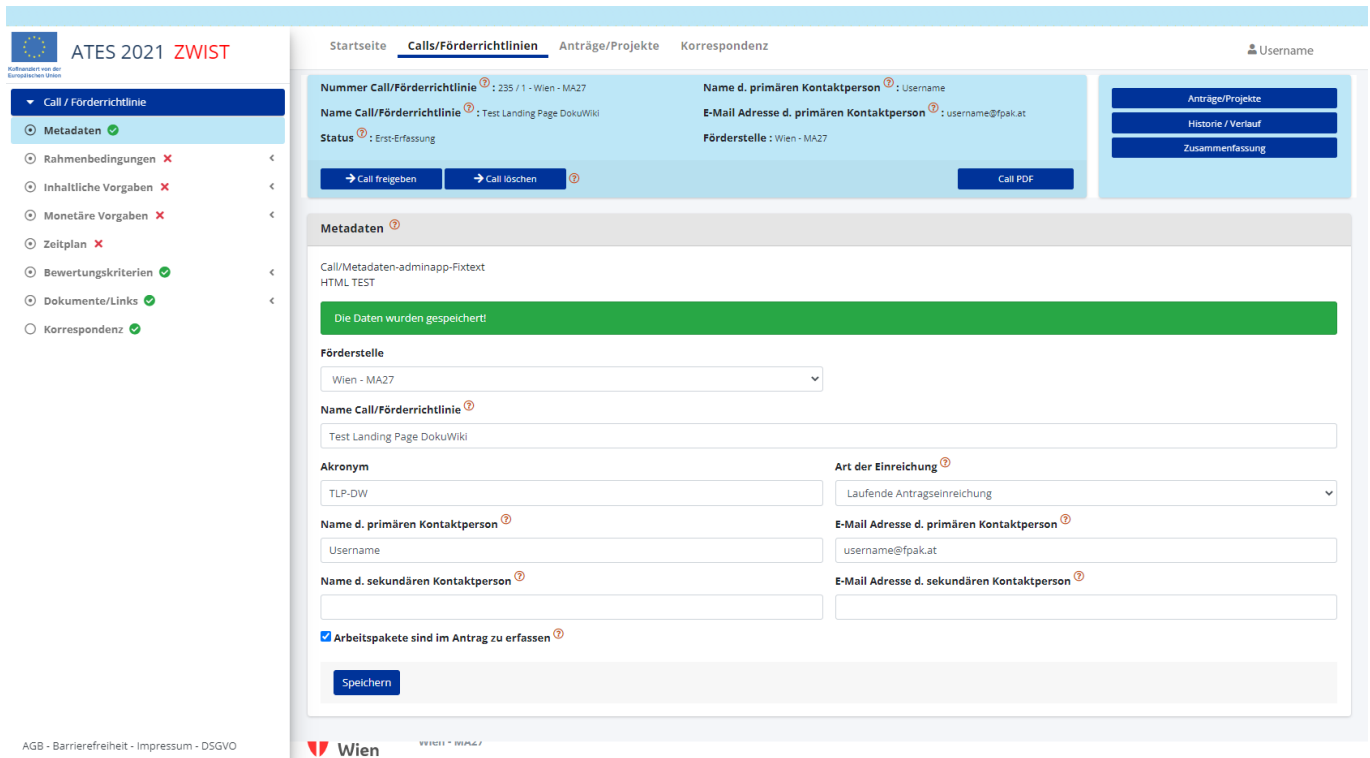 Kofinanziert von der
Europäischen Union
ATES 2021 ZWIST
Startseite Calls/Förderrichtlinien Anträge/Projekte Korrespondenz
Username
Call / Förderrichtlinie
Metadaten
Rahmenbedingungen
Inhaltliche Vorgaben
Monetäre Vorgaben
Zeitplan
Bewertungskriterien
Dokumente/Links
Korrespondenz
AGB - Barrierefreiheit - Impressum - DSGVO
Nummer Call/Förderrichtlinie ? : 235 / 1 - Wien - MA27
Name Call/Förderrichtlinie ? : Test Landing Page DokuWiki
Status ? : Erst-Erfassung
Name d. primären Kontaktperson ? : Username
E-Mail Adresse d. primären Kontaktperson ? : username@fpak.at
Förderstelle : Wien - MA27
→ Call freigeben → Call löschen ? Call PDF
Anträge/Projekte
Historie / Verlauf
Zusammenfassung
Metadaten ?
Call/Metadaten-adminapp-Fixtext
HTML TEST
Die Daten wurden gespeichert!
Förderstelle
Wien - MA27
Name Call/Förderrichtlinie ?
Test Landing Page DokuWiki
Akronym Art der Einreichung ?
TLP-DW Laufende Antragseinreichung
Name d. primären Kontaktperson ? E-Mail Adresse d. primären Kontaktperson ?
Username username@fpak.at
Name d. sekundären Kontaktperson ? E-Mail Adresse d. sekundären Kontaktperson ?
Arbeitspakete sind im Antrag zu erfassen ?
Speichern
Wien Wien - MA27